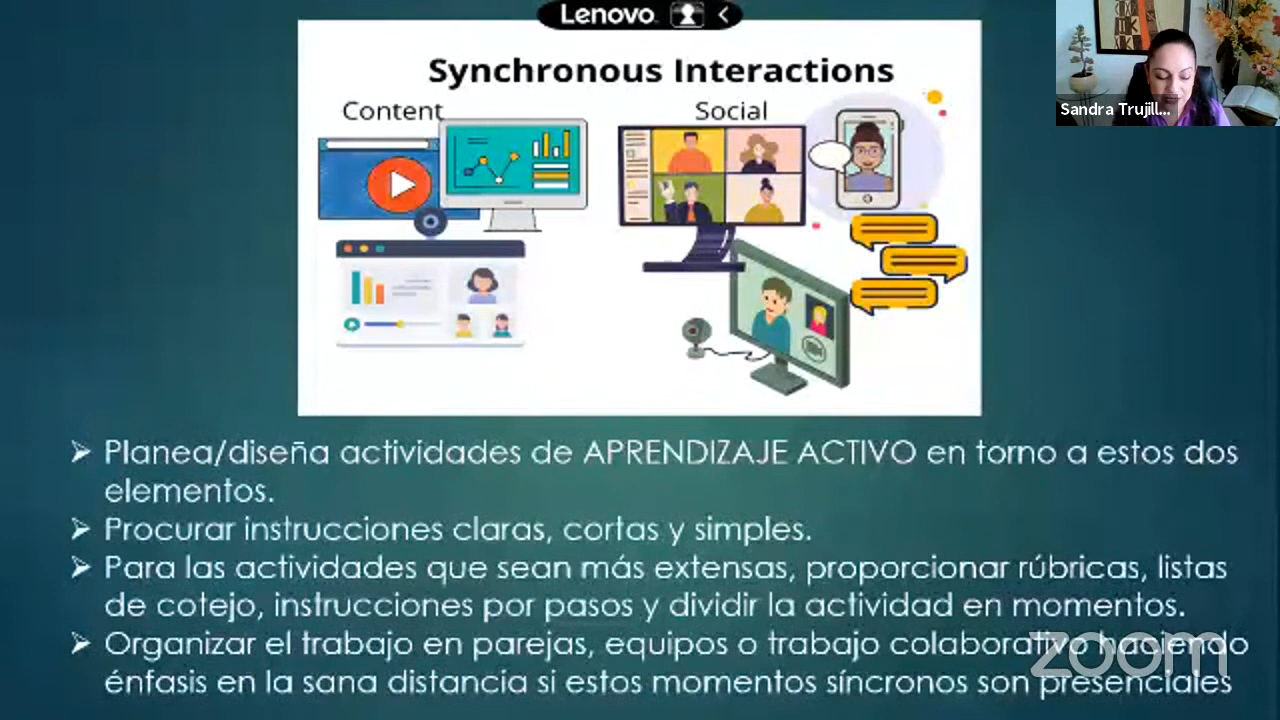 Lenovo
Synchronous Interactions
Content
Social
Sandra Trujill...
➢ Planea/diseña actividades de APRENDIZAJE ACTIVO en torno a estos dos
elementos.
➢ Procurar instrucciones claras, cortas y simples.
➢ Para las actividades que sean más extensas, proporcionar rúbricas, listas
de cotejo, instrucciones por pasos y dividir la actividad en momentos.
➢ Organizar el trabajo en parejas, equipos o trabajo colaborativo haciendo
énfasis en la sana distancia si estos momentos síncronos son presenciales
zoom